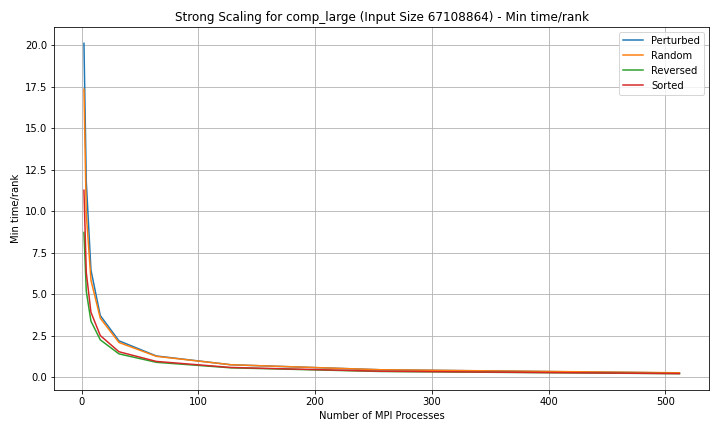 Strong Scaling for comp_large (Input Size 67108864) - Min time/rank
Perturbed
Random
Reversed
Sorted
Min time/rank
20.0
17.5
15.0
12.5
10.0
7.5
5.0
2.5
0.0
0 100 200 300 400 500
Number of MPI Processes